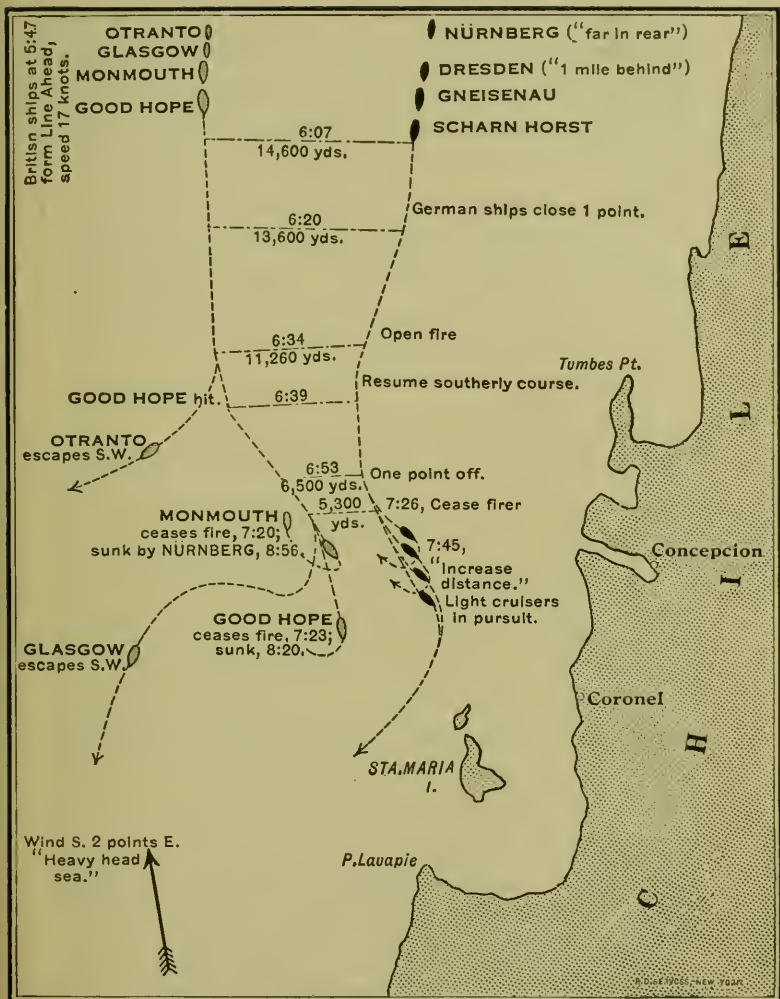 British ships at 5:47
form Line Ahead,
speed 17 knots.
OTRANTO
GLASGOW
MONMOUTH
GOOD HOPE
NÜRNBERG ("far in rear")
DRESDEN ("1 mile behind")
GNEISENAU
SCHARN HORST
6:07
14,600 yds.
German ships close 1 point.
6:20
13,600 yds.
6:34
11,260 yds.
Open fire
Resume southerly course.
GOOD HOPE hit.
6:39
OTRANTO
escapes S.W.
6:53
6,500 yds.
One point off.
5,300
yds.
7:26, Cease firer
MONMOUTH
ceases fire, 7:20;
sunk by NÜRNBERG, 8:56.
7:45,
"Increase
distance."
Light cruisers
in pursuit.
GOOD HOPE
ceases fire, 7:23;
sunk, 8:20.
GLASGOW
escapes S.W.
Tumbes Pt.
Concepcion
Coronel
STA.MARIA
I.
P.Lavapie
Wind S. 2 points E.
"Heavy head
sea."
CHILE